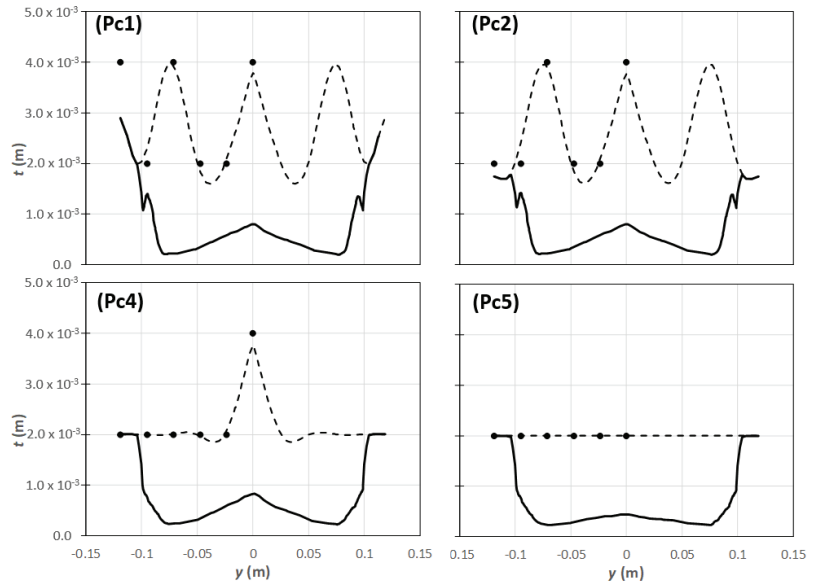 (Pc1)
(Pc2)
5.0 x 10⁻³
4.0 x 10⁻³
3.0 x 10⁻³
2.0 x 10⁻³
1.0 x 10⁻³
0.0
t (m)
(Pc4)
(Pc5)
5.0 x 10⁻³
4.0 x 10⁻³
3.0 x 10⁻³
2.0 x 10⁻³
1.0 x 10⁻³
0.0
t (m)
-0.15 -0.1 -0.05 0 0.05 0.1 0.15
y (m)
-0.15 -0.1 -0.05 0 0.05 0.1 0.15
y (m)